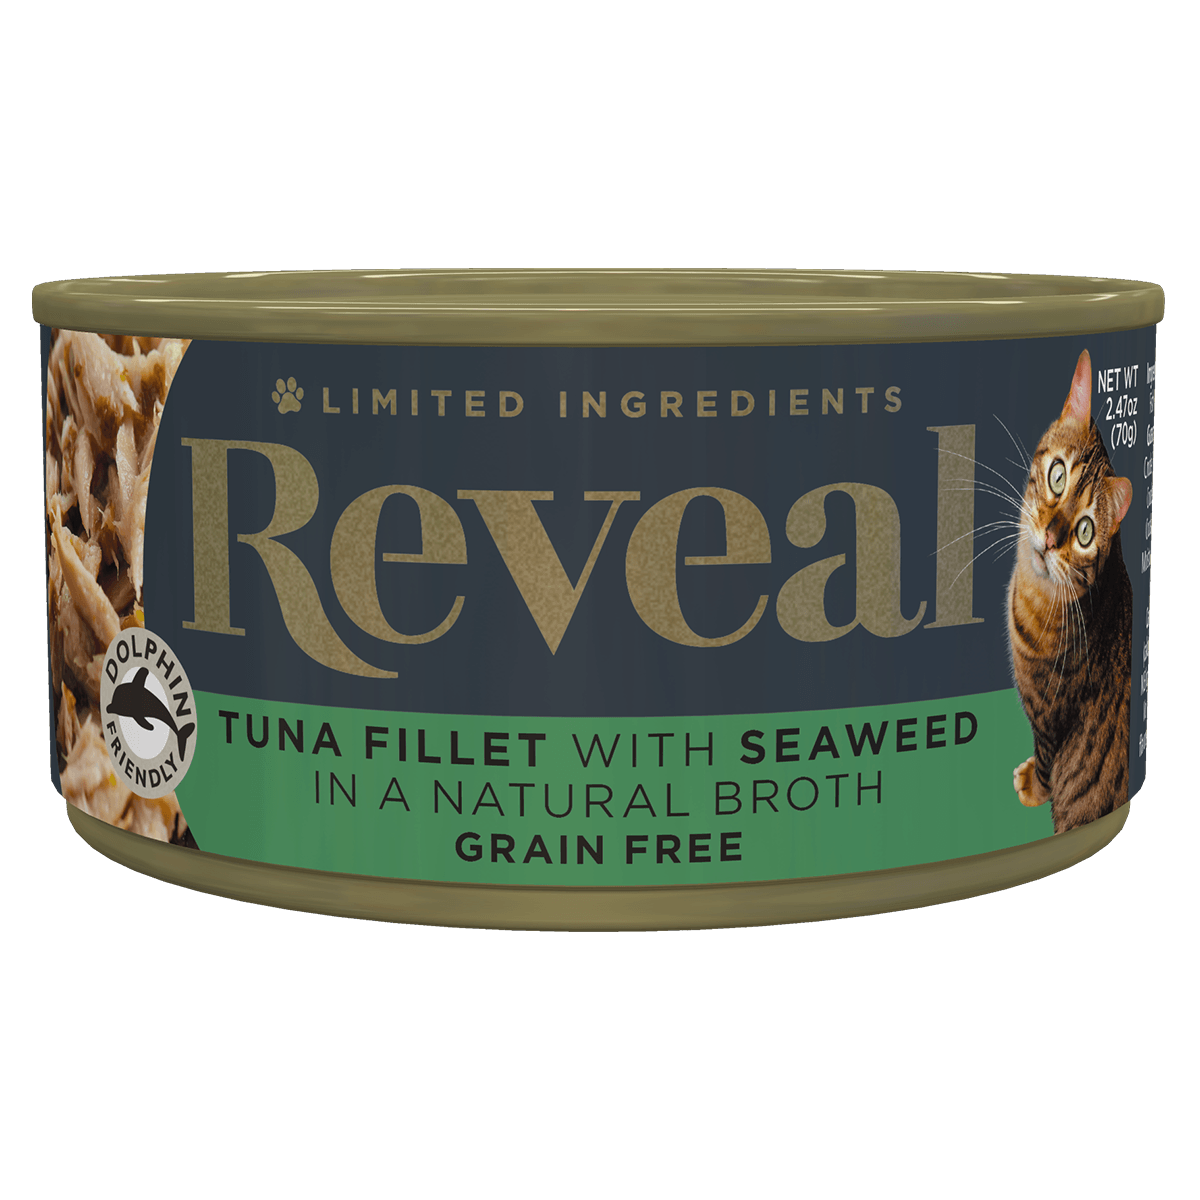 LIMITED INGREDIENTS
Reveal
NET WT
2.47oz
(70g)
DOLPHIN
FRIENDLY
TUNA FILLET WITH SEAWEED
IN A NATURAL BROTH
GRAIN FREE